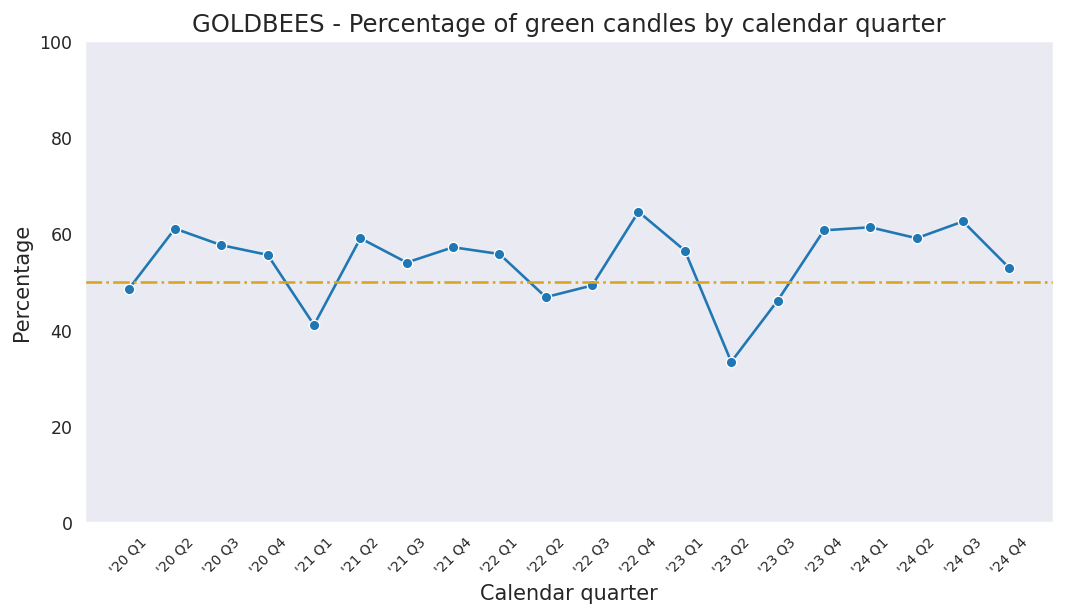 GOLDBEES - Percentage of green candles by calendar quarter
Percentage
100
80
60
40
20
0
'20 Q1
'20 Q2
'20 Q3
'20 Q4
'21 Q1
'21 Q2
'21 Q3
'21 Q4
'22 Q1
'22 Q2
'22 Q3
'22 Q4
'23 Q1
'23 Q2
'23 Q3
'23 Q4
'24 Q1
'24 Q2
'24 Q3
'24 Q4
Calendar quarter